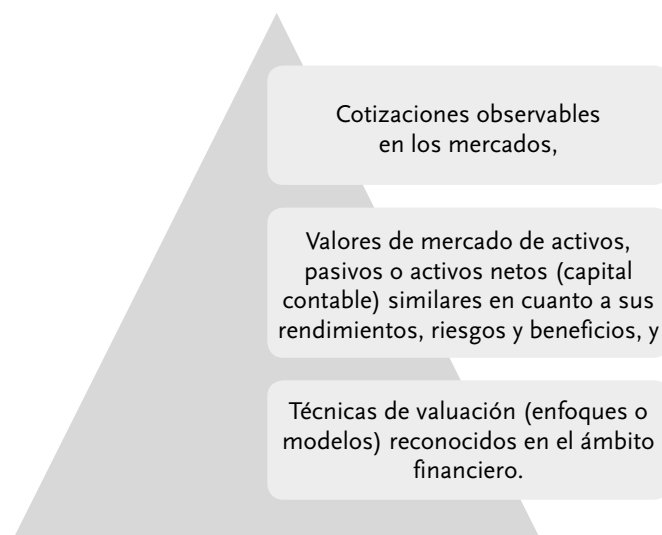 Cotizaciones observables
en los mercados,
Valores de mercado de activos,
pasivos o activos netos (capital
contable) similares en cuanto a sus
rendimientos, riesgos y beneficios, y
Técnicas de valuación (enfoques o
modelos) reconocidos en el ámbito
financiero.